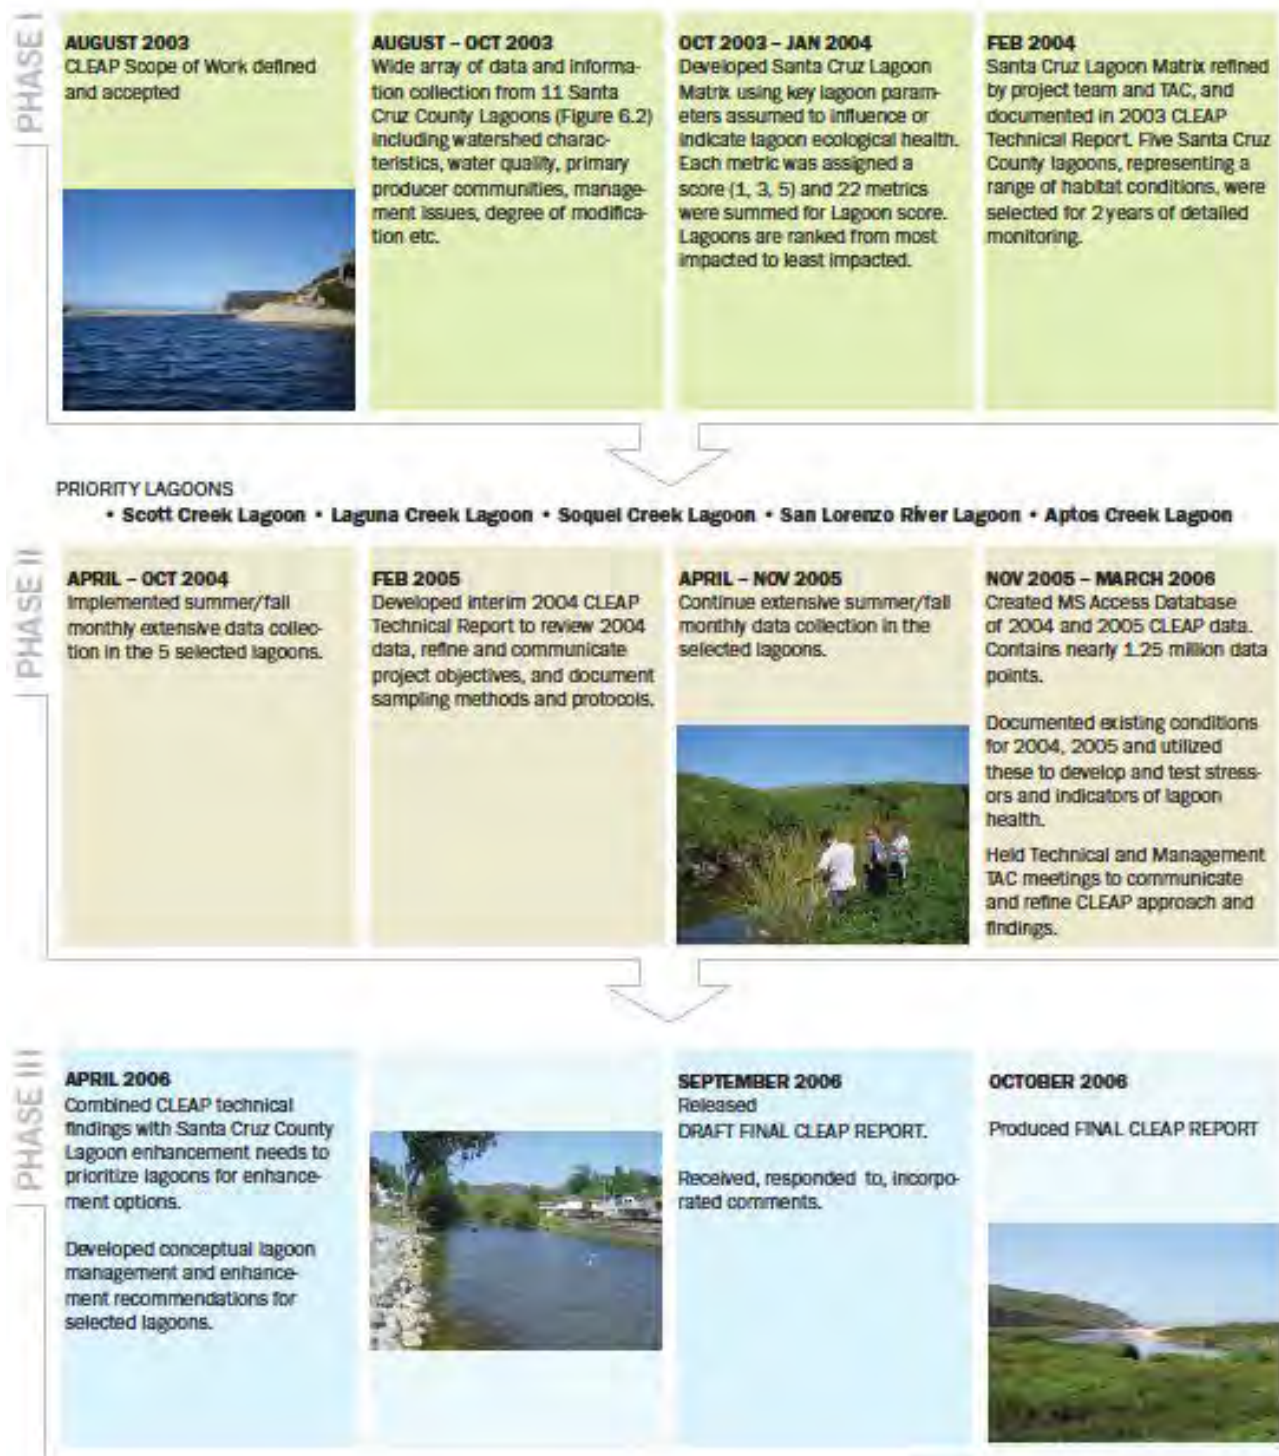 PHASE I
AUGUST 2003
CLEAP Scope of Work defined
and accepted
AUGUST – OCT 2003
Wide array of data and informa-
tion collection from 11 Santa
Cruz County Lagoons (Figure 6.2)
including watershed charac-
teristics, water quality, primary
producer communities, manage-
ment issues, degree of modifica-
tion etc.
OCT 2003 – JAN 2004
Developed Santa Cruz Lagoon
Matrix using key lagoon param-
eters assumed to influence or
indicate lagoon ecological health.
Each metric was assigned a
score (1, 3, 5) and 22 metrics
were summed for Lagoon score.
Lagoons are ranked from most
impacted to least impacted.
FEB 2004
Santa Cruz Lagoon Matrix refined
by project team and TAC, and
documented in 2003 CLEAP
Technical Report. Five Santa Cruz
County lagoons, representing a
range of habitat conditions, were
selected for 2 years of detailed
monitoring.
PRIORITY LAGOONS
• Scott Creek Lagoon • Laguna Creek Lagoon • Soquel Creek Lagoon • San Lorenzo River Lagoon • Aptos Creek Lagoon
PHASE II
APRIL – OCT 2004
Implemented summer/fall
monthly extensive data collec-
tion in the 5 selected lagoons.
FEB 2005
Developed interim 2004 CLEAP
Technical Report to review 2004
data, refine and communicate
project objectives, and document
sampling methods and protocols.
APRIL – NOV 2005
Continue extensive summer/fall
monthly data collection in the
selected lagoons.
NOV 2005 – MARCH 2006
Created MS Access Database
of 2004 and 2005 CLEAP data.
Contains nearly 1.25 million data
points.
Documented existing conditions
for 2004, 2005 and utilized
these to develop and test stress-
ors and indicators of lagoon
health.
Held Technical and Management
TAC meetings to communicate
and refine CLEAP approach and
findings.
PHASE III
APRIL 2006
Combined CLEAP technical
findings with Santa Cruz County
Lagoon enhancement needs to
prioritize lagoons for enhance-
ment options.
Developed conceptual lagoon
management and enhance-
ment recommendations for
selected lagoons.
SEPTEMBER 2006
Released
DRAFT FINAL CLEAP REPORT.
Received, responded to, incorpo-
rated comments.
OCTOBER 2006
Produced FINAL CLEAP REPORT